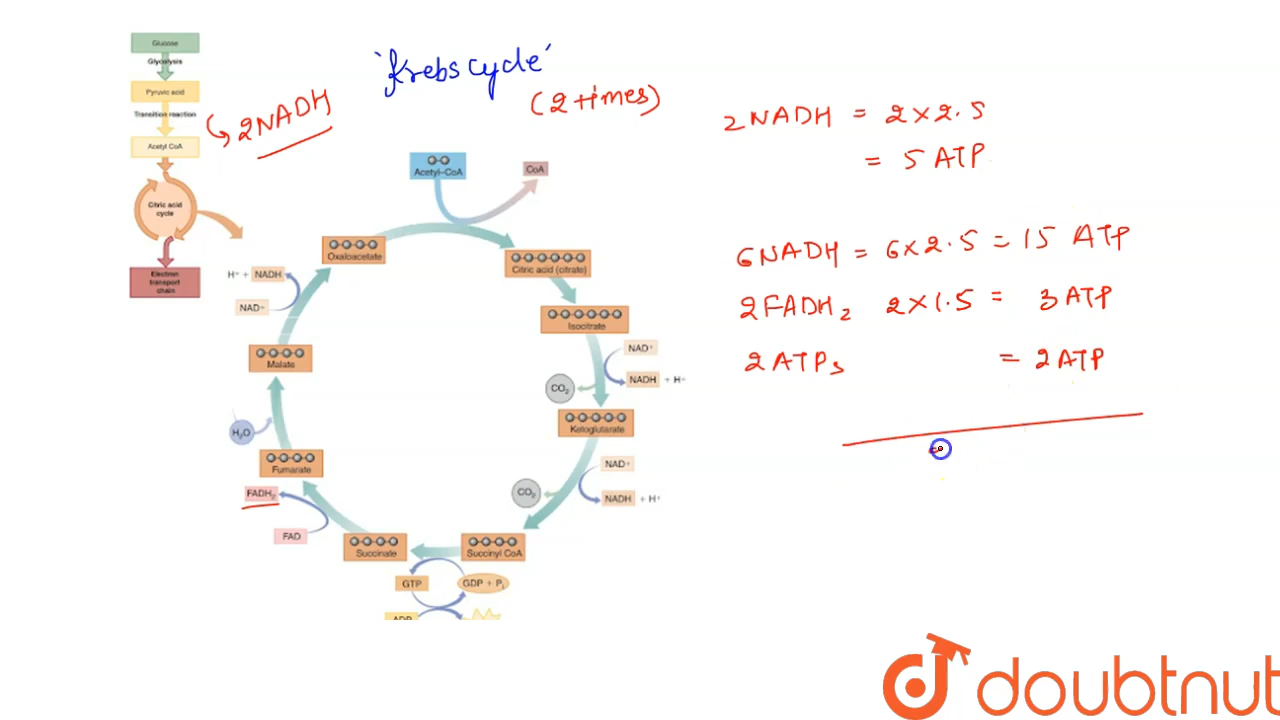 Glucose
Glycolysis
Pyruvic acid
Transition reaction
Acetyl CoA
Citric acid
cycle
Electron
transport
chain
2NADH
'Krebs cycle'
(2 times)
Acetyl-CoA
CoA
Oxaloacetate
Citric acid (citrate)
H+ + NADH
NAD+
Isocitrate
NAD+
NADH + H+
CO2
Malate
Ketoglutarate
H2O
NAD+
NADH + H+
CO2
Fumarate
FADH2
FAD
Succinate
Succinyl CoA
GTP
GDP + Pi
ADP
2NADH = 2×2.5
= 5 ATP
6NADH = 6×2.5 = 15 ATP
2FADH2 2×1.5 = 3 ATP
2ATPs = 2ATP
doubtnut